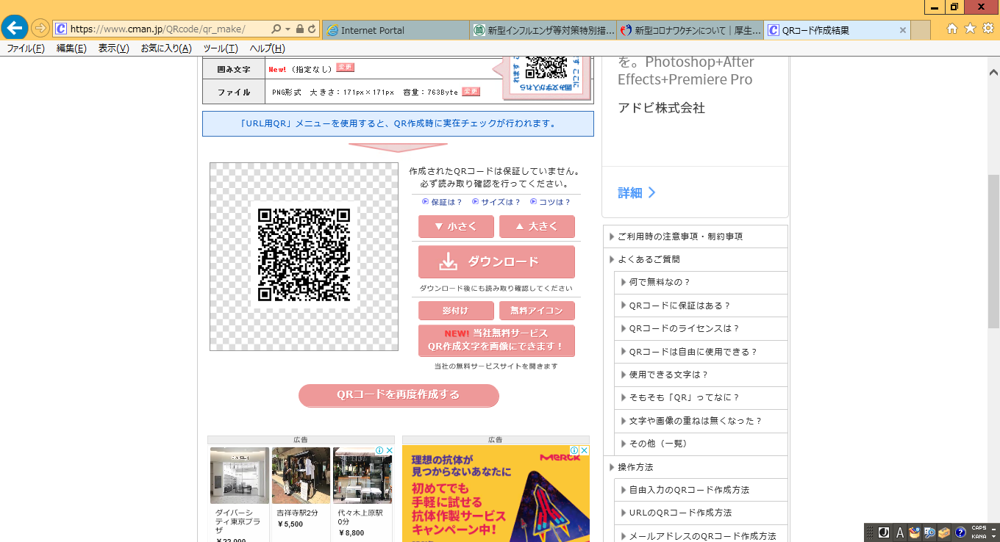 https://www.cman.jp/QRcode/qr_make/
Internet Portal
新型インフルエンザ等対策特別措...
新型コロナワクチンについて｜厚生...
QRコード作成結果
ファイル(F) 編集(E) 表示(V) お気に入り(A) ツール(T) ヘルプ(H)
囲み文字 New!（指定なし） 変更
ファイル PNG形式 大きさ：171px×171px 容量：763Byte 変更
囲み文字が入れら
「URL用QR」メニューを使用すると、QR作成時に実在チェックが行われます。
作成されたQRコードは保証していません。
必ず読み取り確認を行ってください。
保証は？ サイズは？ コツは？
▼ 小さく ▲ 大きく
ダウンロード
ダウンロード後にも読み取り確認してください
影付け 無料アイコン
NEW! 当社無料サービス
QR作成文字を画像にできます！
当社の無料サービスサイトを開きます
QRコードを再度作成する
広告
ダイバーシ
ティ東京プラ
ザ
¥22,000
吉祥寺駅2分
¥5,500
代々木上原駅
0分
¥8,800
広告
MERCK
理想の抗体が
見つからないあなたに
初めてでも
手軽に試せる
抗体作製サービス
キャンペーン中！
を。Photoshop+After
Effects+Premiere Pro
アドビ株式会社
詳細
ご利用時の注意事項・制約事項
よくあるご質問
何で無料なの？
QRコードに保証はある？
QRコードのライセンスは？
QRコードは自由に使用できる？
使用できる文字は？
そもそも「QR」ってなに？
文字や画像の重ねは無くなった？
その他（一覧）
操作方法
自由入力のQRコード作成方法
URLのQRコード作成方法
メールアドレスのQRコード作成方法
A
CAPS
KANA